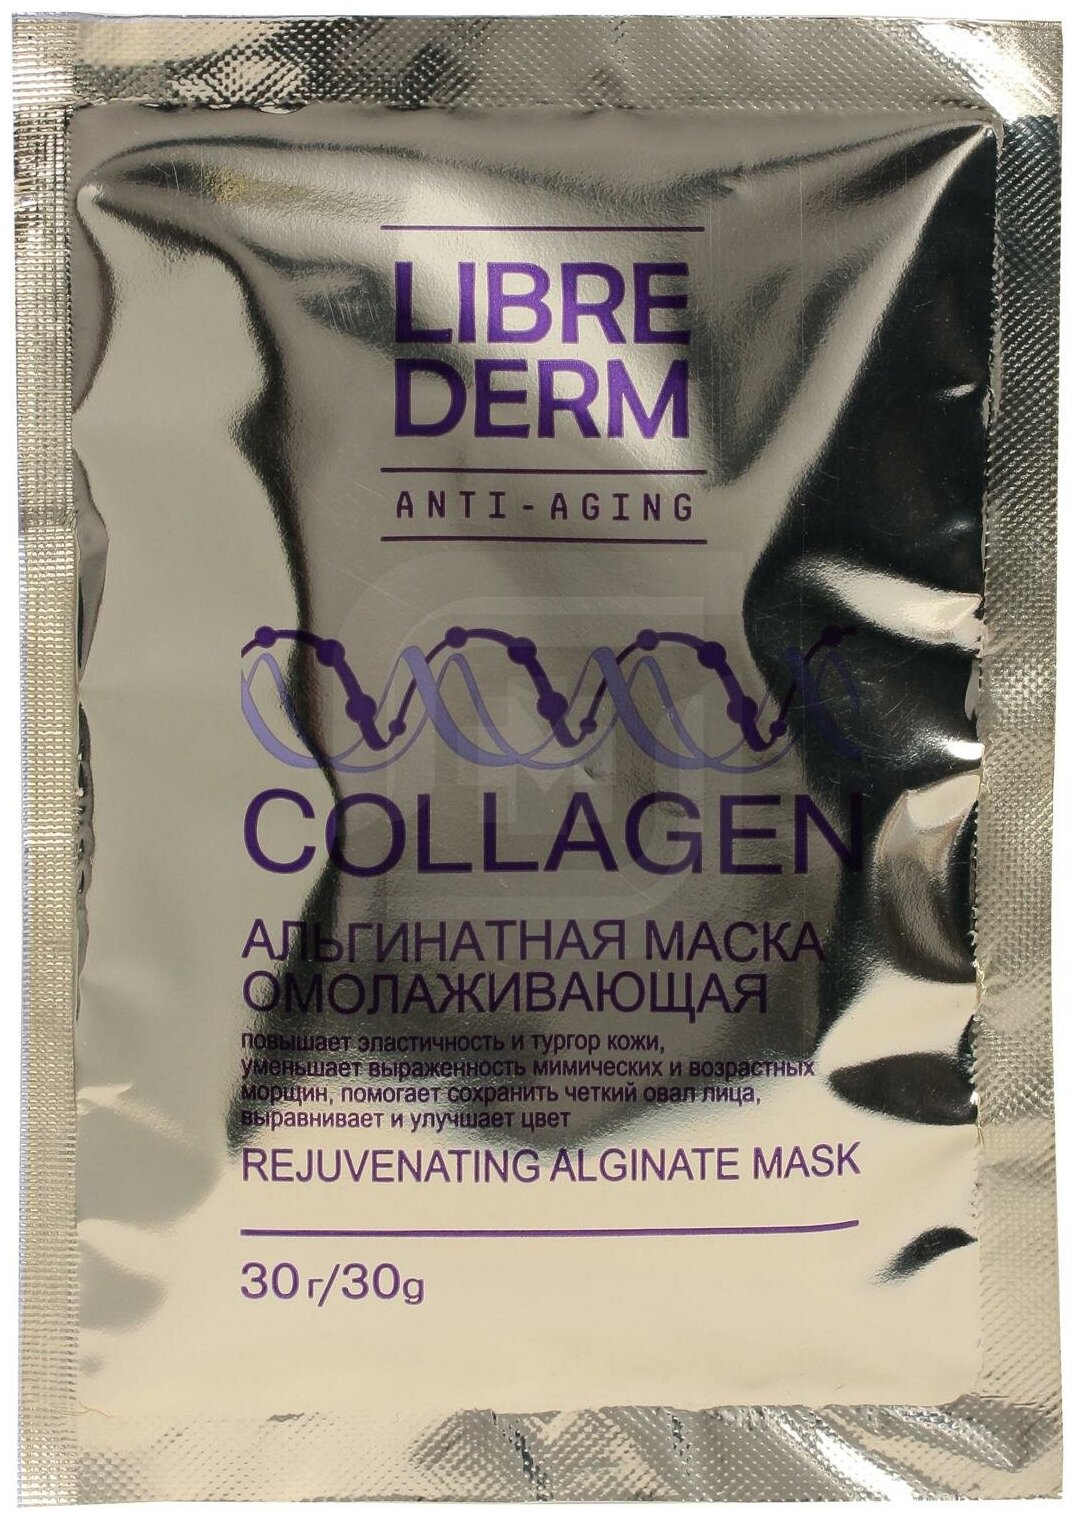 LIBRE
DERM
ANTI-AGING
COLLAGEN
АЛЬГИНАТНАЯ МАСКА
ОМОЛАЖИВАЮЩАЯ
повышает эластичность и тургор кожи,
уменьшает выраженность мимических и возрастных
морщин, помогает сохранить четкий овал лица,
выравнивает и улучшает цвет
REJUVENATING ALGINATE MASK
30 г/30g